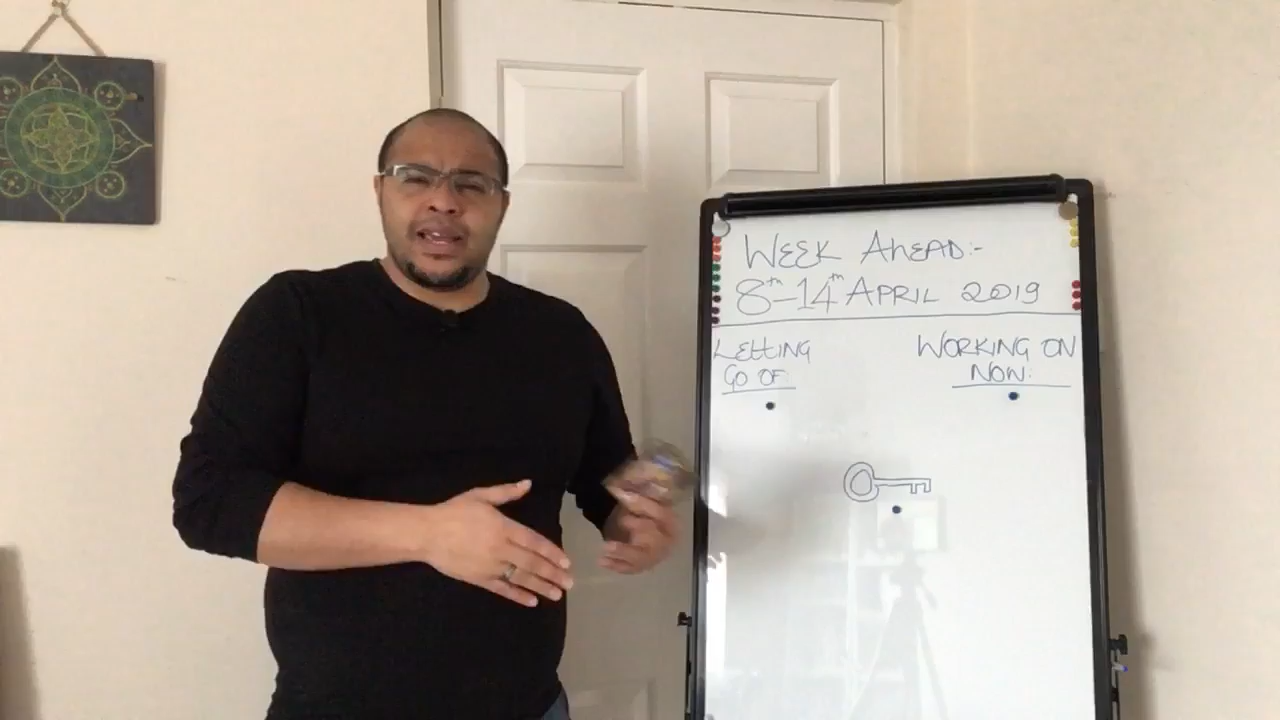 WEEK AHEAD:-
8th-14th APRIL 2019
LETTING
GO OF:
WORKING ON
NOW: